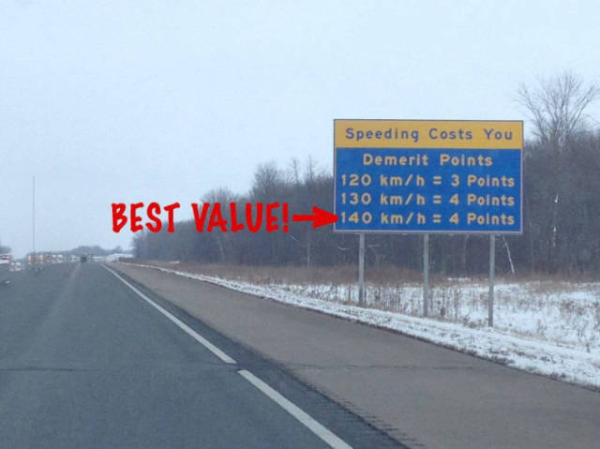 Speeding Costs You
Demerit Points
120 km/h = 3 Points
130 km/h = 4 Points
BEST VALUE!
140 km/h = 4 Points